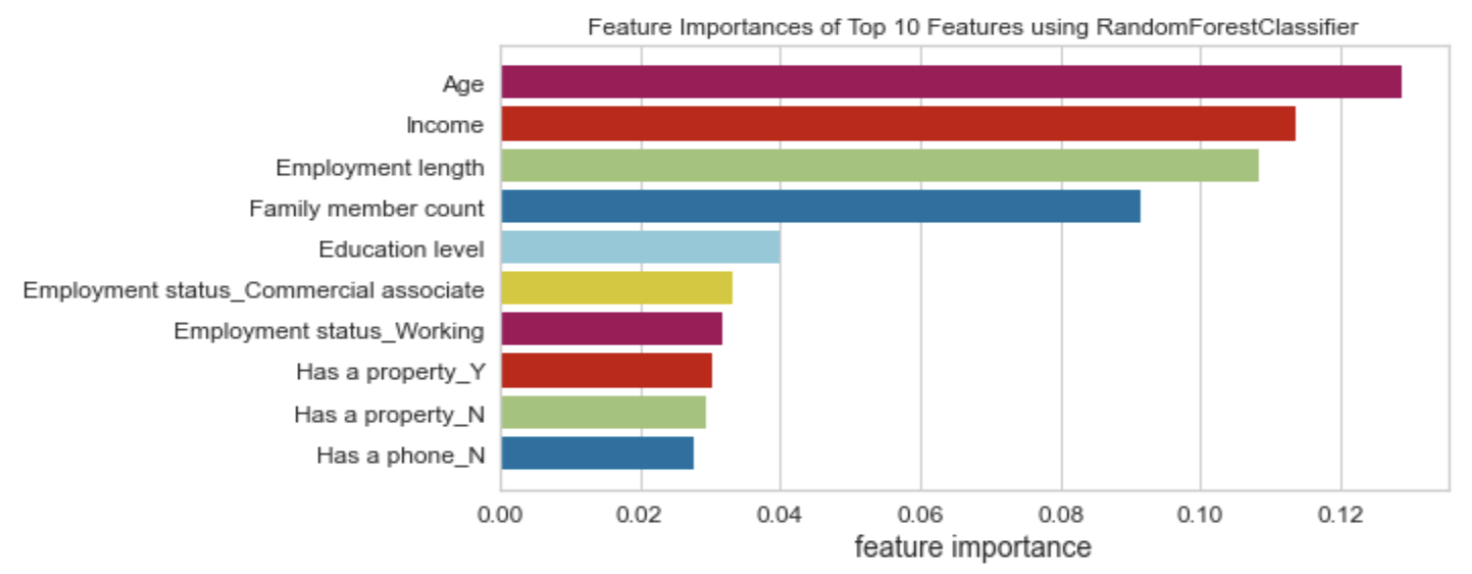 Feature Importances of Top 10 Features using RandomForestClassifier
Age
Income
Employment length
Family member count
Education level
Employment status_Commercial associate
Employment status_Working
Has a property_Y
Has a property_N
Has a phone_N
0.00 0.02 0.04 0.06 0.08 0.10 0.12
feature importance